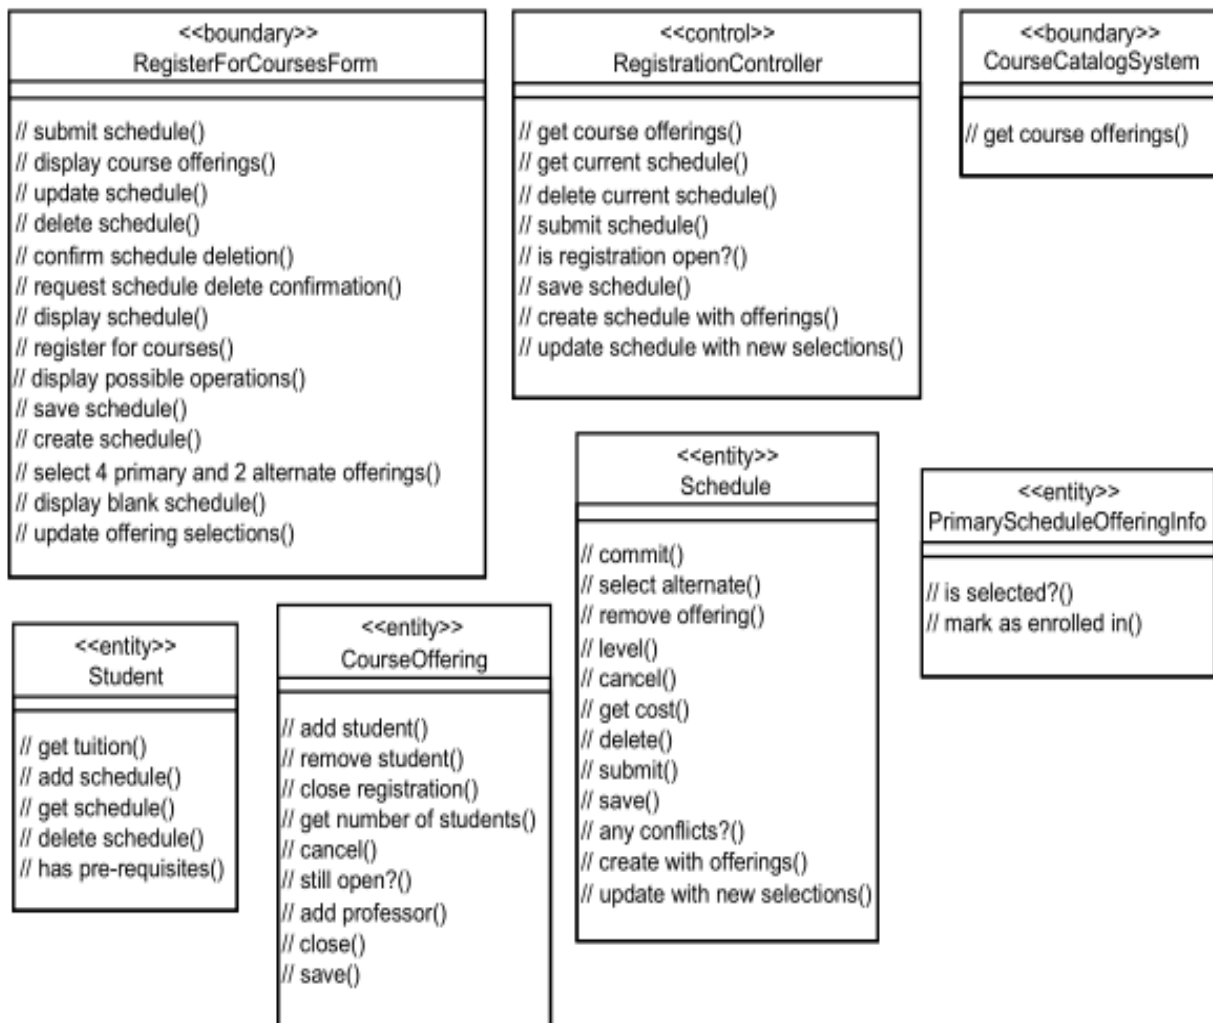 <<boundary>>
RegisterForCoursesForm
// submit schedule()
// display course offerings()
// update schedule()
// delete schedule()
// confirm schedule deletion()
// request schedule delete confirmation()
// display schedule()
// register for courses()
// display possible operations()
// save schedule()
// create schedule()
// select 4 primary and 2 alternate offerings()
// display blank schedule()
// update offering selections()
<<control>>
RegistrationController
// get course offerings()
// get current schedule()
// delete current schedule()
// submit schedule()
// is registration open?()
// save schedule()
// create schedule with offerings()
// update schedule with new selections()
<<boundary>>
CourseCatalogSystem
// get course offerings()
<<entity>>
Student
// get tuition()
// add schedule()
// get schedule()
// delete schedule()
// has pre-requisites()
<<entity>>
CourseOffering
// add student()
// remove student()
// close registration()
// get number of students()
// cancel()
// still open?()
// add professor()
// close()
// save()
<<entity>>
Schedule
// commit()
// select alternate()
// remove offering()
// level()
// cancel()
// get cost()
// delete()
// submit()
// save()
// any conflicts?()
// create with offerings()
// update with new selections()
<<entity>>
PrimaryScheduleOfferingInfo
// is selected?()
// mark as enrolled in()